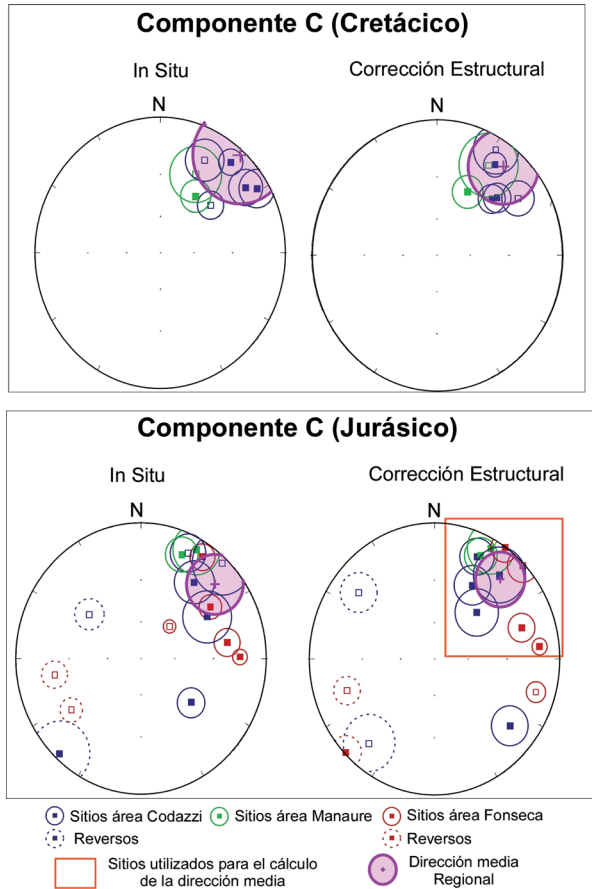 Componente C (Cretácico)
In Situ
Corrección Estructural
N
N
Componente C (Jurásico)
In Situ
Corrección Estructural
N
N
Sitios área Codazzi
Sitios área Manaure
Sitios área Fonseca
Reversos
Reversos
Sitios utilizados para el cálculo
de la dirección media
Dirección media
Regional